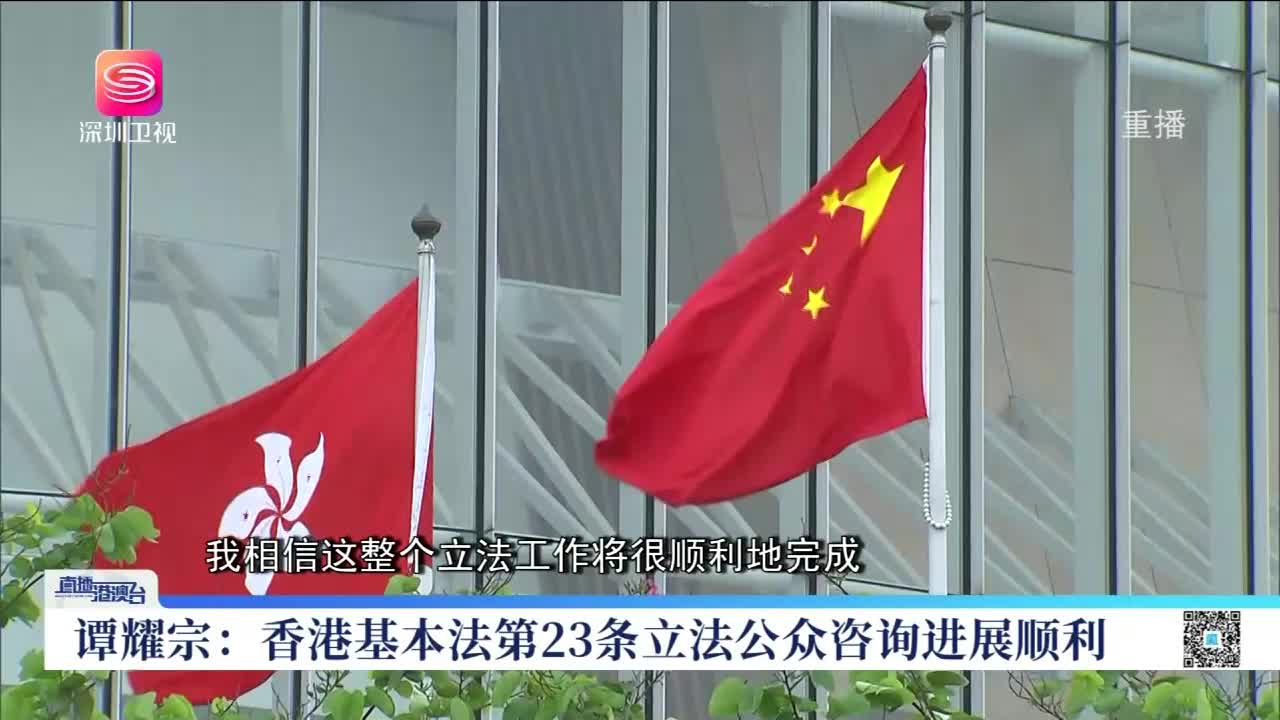 深圳卫视
重播
我相信这整个立法工作将很顺利地完成
直播港澳台
谭耀宗：香港基本法第23条立法公众咨询进展顺利